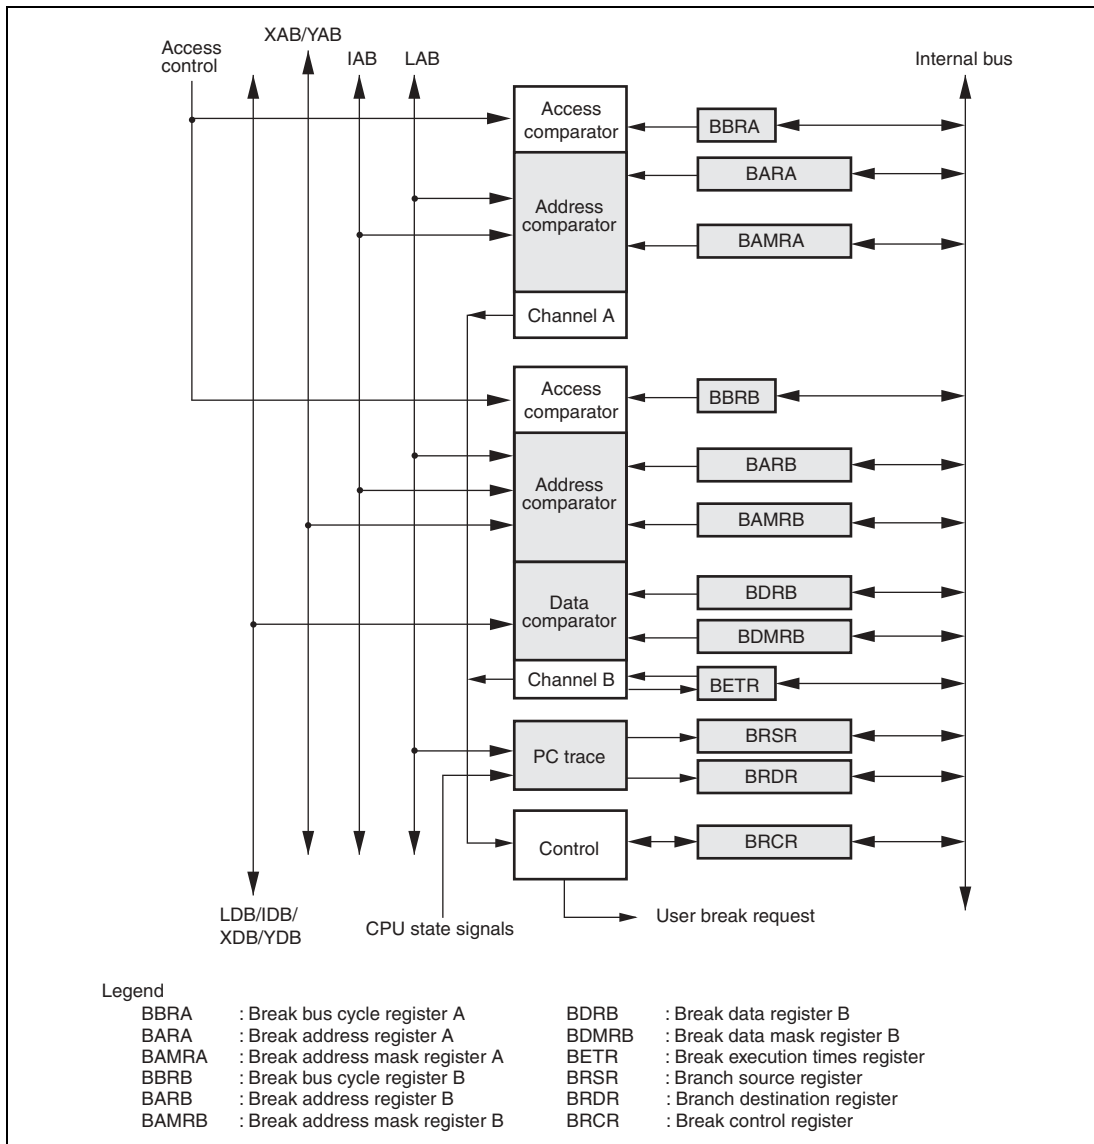 XAB/YAB
Access
control
IAB
LAB
Internal bus
Access
comparator
BBRA
BARA
Address
comparator
BAMRA
Channel A
Access
comparator
BBRB
BARB
Address
comparator
BAMRB
BDRB
Data
comparator
BDMRB
Channel B
BETR
BRSR
PC trace
BRDR
Control
BRCR
LDB/IDB/
XDB/YDB
CPU state signals
User break request
Legend
BBRA : Break bus cycle register A
BARA : Break address register A
BAMRA : Break address mask register A
BBRB : Break bus cycle register B
BARB : Break address register B
BAMRB : Break address mask register B
BDRB : Break data register B
BDMRB : Break data mask register B
BETR : Break execution times register
BRSR : Branch source register
BRDR : Branch destination register
BRCR : Break control register